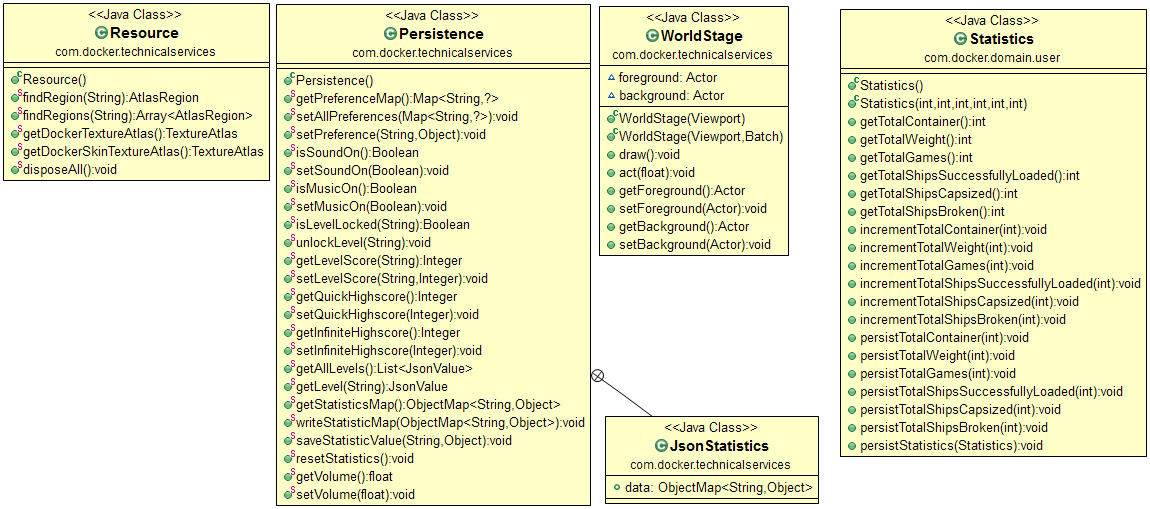 <<Java Class>>
Resource
com.docker.technicalservices
Resource()
findRegion(String):AtlasRegion
findRegions(String):Array<AtlasRegion>
getDockerTextureAtlas():TextureAtlas
getDockerSkinTextureAtlas():TextureAtlas
disposeAll():void
<<Java Class>>
Persistence
com.docker.technicalservices
Persistence()
getPreferenceMap():Map<String,?>
setAllPreferences(Map<String,?>):void
setPreference(String,Object):void
isSoundOn():Boolean
setSoundOn(Boolean):void
isMusicOn():Boolean
setMusicOn(Boolean):void
isLevelLocked(String):Boolean
unlockLevel(String):void
getLevelScore(String):Integer
setLevelScore(String,Integer):void
getQuickHighscore():Integer
setQuickHighscore(Integer):void
getInfiniteHighscore():Integer
setInfiniteHighscore(Integer):void
getAllLevels():List<JsonValue>
getLevel(String):JsonValue
getStatisticsMap():ObjectMap<String,Object>
writeStatisticMap(ObjectMap<String,Object>):void
saveStatisticValue(String,Object):void
resetStatistics():void
getVolume():float
setVolume(float):void
<<Java Class>>
WorldStage
com.docker.technicalservices
foreground: Actor
background: Actor
WorldStage(Viewport)
WorldStage(Viewport,Batch)
draw():void
act(float):void
getForeground():Actor
setForeground(Actor):void
getBackground():Actor
setBackground(Actor):void
<<Java Class>>
JsonStatistics
com.docker.technicalservices
data: ObjectMap<String,Object>
<<Java Class>>
Statistics
com.docker.domain.user
Statistics()
Statistics(int,int,int,int,int,int)
getTotalContainer():int
getTotalWeight():int
getTotalGames():int
getTotalShipsSuccessfullyLoaded():int
getTotalShipsCapsized():int
getTotalShipsBroken():int
incrementTotalContainer(int):void
incrementTotalWeight(int):void
incrementTotalGames(int):void
incrementTotalShipsSuccessfullyLoaded(int):void
incrementTotalShipsCapsized(int):void
incrementTotalShipsBroken(int):void
persistTotalContainer(int):void
persistTotalWeight(int):void
persistTotalGames(int):void
persistTotalShipsSuccessfullyLoaded(int):void
persistTotalShipsCapsized(int):void
persistTotalShipsBroken(int):void
persistStatistics(Statistics):void